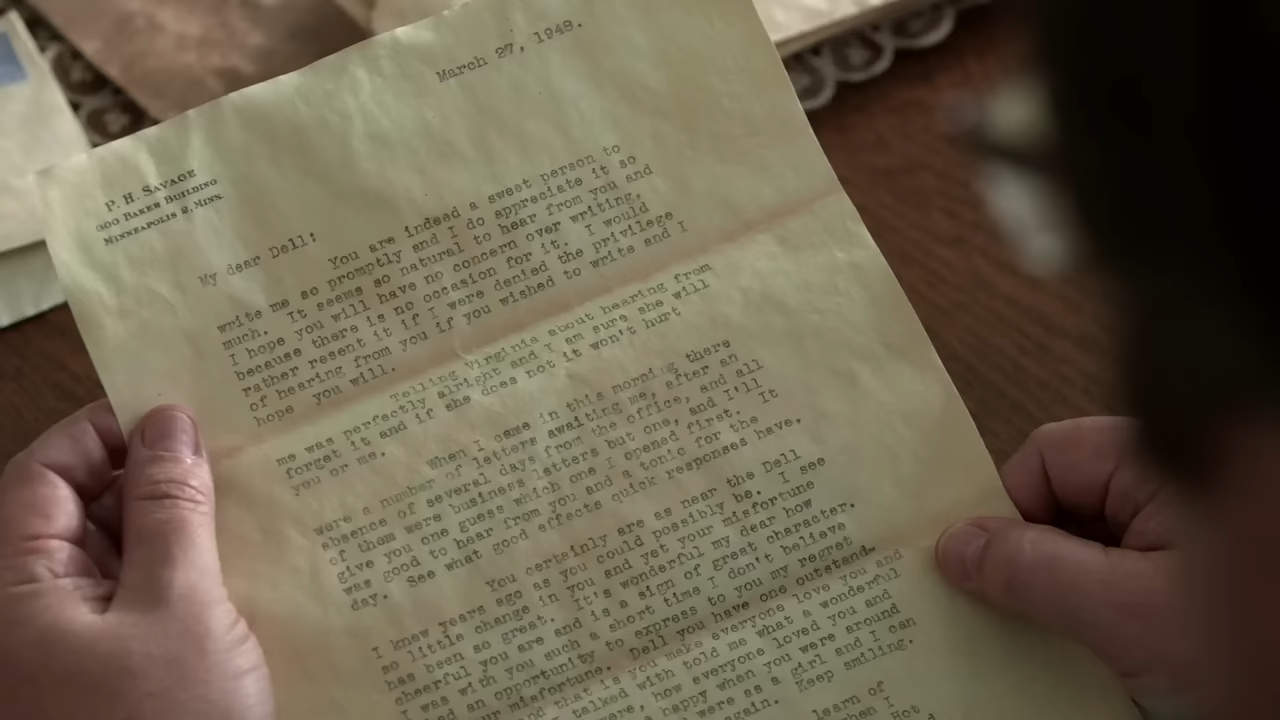 March 27, 1948.
P. H. SAVAGE
900 BAKER BUILDING
MINNEAPOLIS 2, MINN.
My dear Dell:
You are indeed a sweet person to
write me so promptly and I do appreciate it so
much. It seems so natural to hear from you and
I hope you will have no concern over writing,
because there is no occasion for it. I would
rather resent it if I were denied the privilege
of hearing from you if you wished to write and I
hope you will.
Telling Virginia about hearing from
me was perfectly alright and I am sure she will
forget it and if she does not it won't hurt
you or me.
When I came in this morning there
were a number of letters awaiting me, after an
absence of several days from the office, and all
of them were business letters but one, and I'll
give you one guess which one I opened first. It
was good to hear from you and a tonic for the
day. See what good effects quick responses have.
You certainly are as near the Dell
I knew years ago as you could possibly be. I see
so little change in you and yet your misfortune
has been so great. It's wonderful my dear how
cheerful you are and is a sign of great character.
I was with you such a short time I don't believe
had an opportunity to express to you my regret
misfortune. Dell you have one outstand-
and that is you make everyone love you and
talked with told me what a wonderful
were, how everyone loved you and
happy when you were around
were as a girl and I can
again. Keep smiling.
learn of
when I
Hot